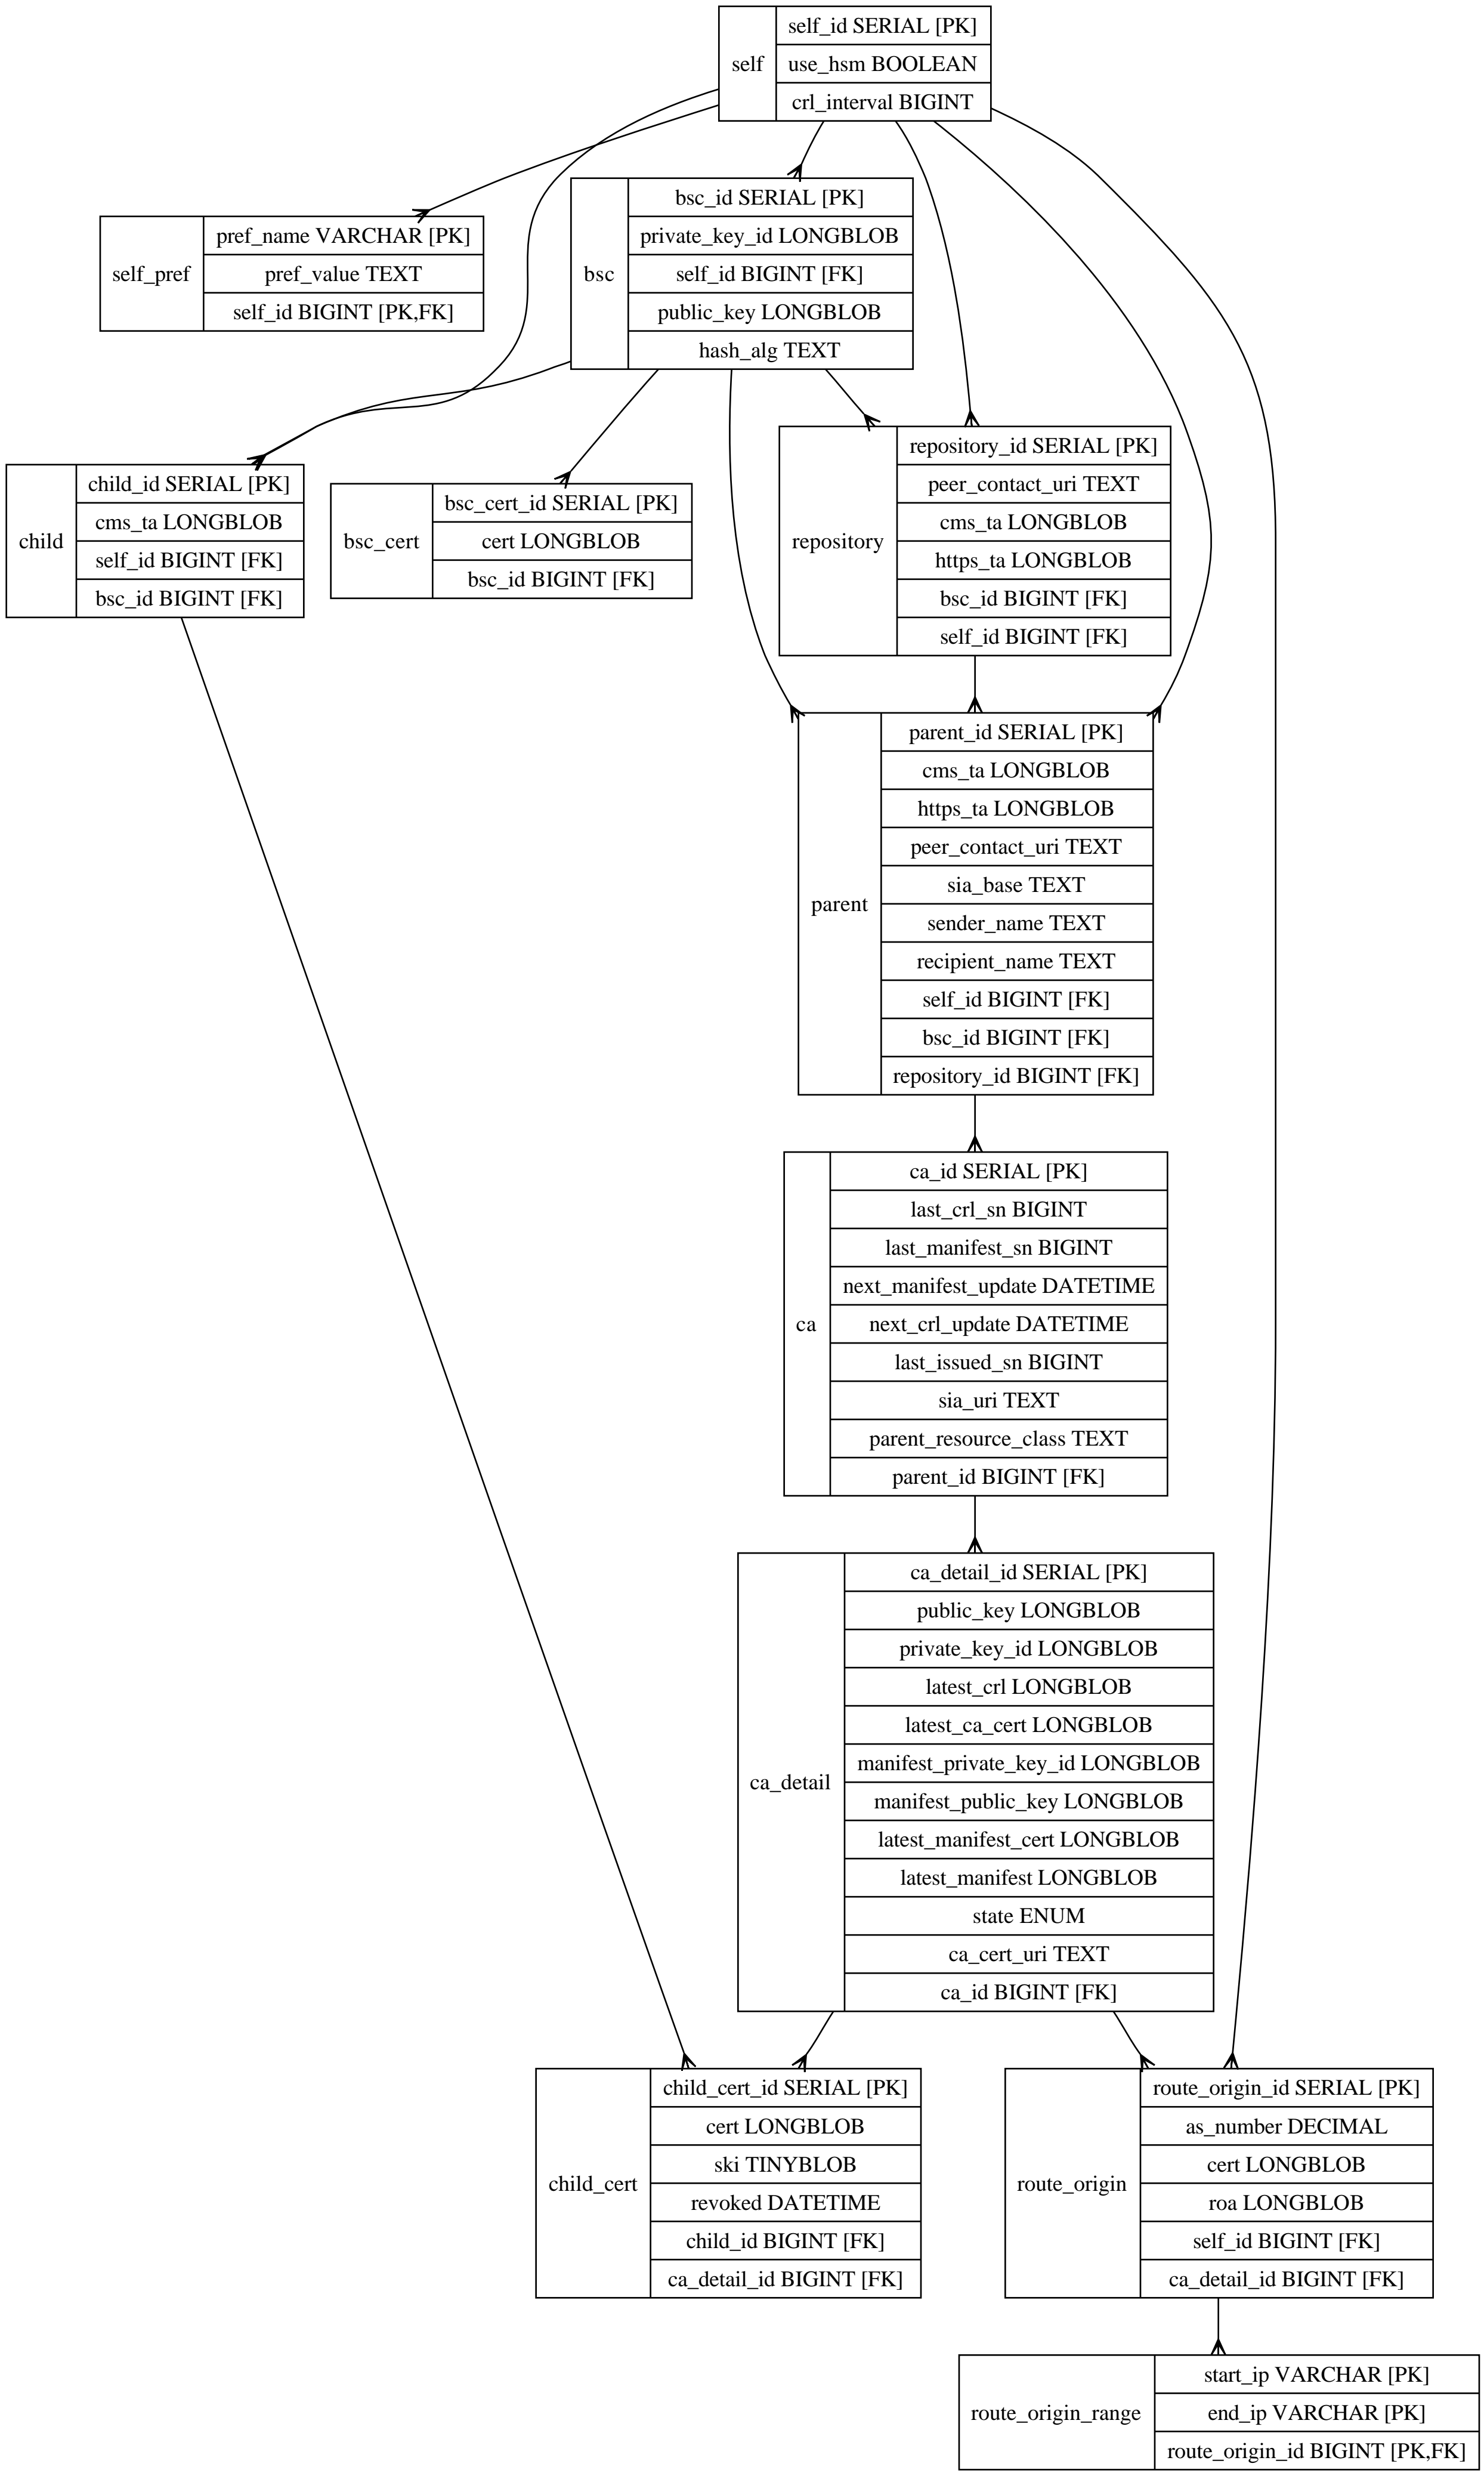 self
self_id SERIAL [PK]
use_hsm BOOLEAN
crl_interval BIGINT
self_pref
pref_name VARCHAR [PK]
pref_value TEXT
self_id BIGINT [PK,FK]
bsc
bsc_id SERIAL [PK]
private_key_id LONGBLOB
self_id BIGINT [FK]
public_key LONGBLOB
hash_alg TEXT
child
child_id SERIAL [PK]
cms_ta LONGBLOB
self_id BIGINT [FK]
bsc_id BIGINT [FK]
bsc_cert
bsc_cert_id SERIAL [PK]
cert LONGBLOB
bsc_id BIGINT [FK]
repository
repository_id SERIAL [PK]
peer_contact_uri TEXT
cms_ta LONGBLOB
https_ta LONGBLOB
bsc_id BIGINT [FK]
self_id BIGINT [FK]
parent
parent_id SERIAL [PK]
cms_ta LONGBLOB
https_ta LONGBLOB
peer_contact_uri TEXT
sia_base TEXT
sender_name TEXT
recipient_name TEXT
self_id BIGINT [FK]
bsc_id BIGINT [FK]
repository_id BIGINT [FK]
ca
ca_id SERIAL [PK]
last_crl_sn BIGINT
last_manifest_sn BIGINT
next_manifest_update DATETIME
next_crl_update DATETIME
last_issued_sn BIGINT
sia_uri TEXT
parent_resource_class TEXT
parent_id BIGINT [FK]
ca_detail
ca_detail_id SERIAL [PK]
public_key LONGBLOB
private_key_id LONGBLOB
latest_crl LONGBLOB
latest_ca_cert LONGBLOB
manifest_private_key_id LONGBLOB
manifest_public_key LONGBLOB
latest_manifest_cert LONGBLOB
latest_manifest LONGBLOB
state ENUM
ca_cert_uri TEXT
ca_id BIGINT [FK]
child_cert
child_cert_id SERIAL [PK]
cert LONGBLOB
ski TINYBLOB
revoked DATETIME
child_id BIGINT [FK]
ca_detail_id BIGINT [FK]
route_origin
route_origin_id SERIAL [PK]
as_number DECIMAL
cert LONGBLOB
roa LONGBLOB
self_id BIGINT [FK]
ca_detail_id BIGINT [FK]
route_origin_range
start_ip VARCHAR [PK]
end_ip VARCHAR [PK]
route_origin_id BIGINT [PK,FK]